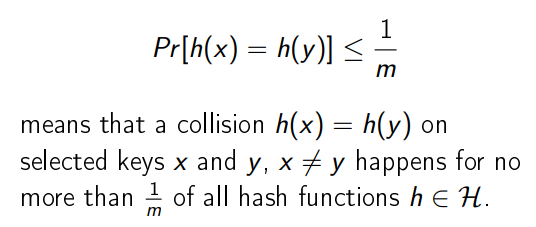 Pr[h(x) = h(y)] ≤ 1/m
means that a collision h(x) = h(y) on
selected keys x and y, x ≠ y happens for no
more than 1/m of all hash functions h ∈ ℋ.